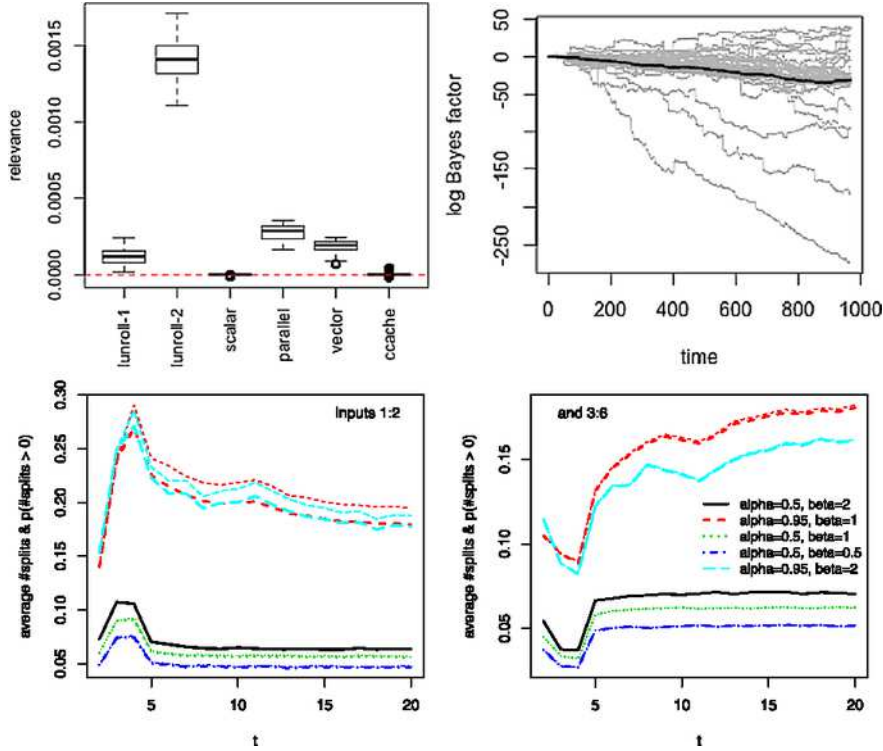 relevance
0.0015
0.0010
0.0005
0.0000
lunroll-1
lunroll-2
scalar
parallel
vector
ccache
log Bayes factor
50
0
-50
-150
-250
0
200
400
600
800
1000
time
average #splits & p(#splits > 0)
0.30
0.25
0.20
0.15
0.10
0.05
Inputs 1:2
5
10
15
20
t
average #splits & p(#splits > 0)
0.15
0.10
0.05
and 3:6
alpha=0.5, beta=2
alpha=0.95, beta=1
alpha=0.5, beta=1
alpha=0.5, beta=0.5
alpha=0.95, beta=2
5
10
15
20
t